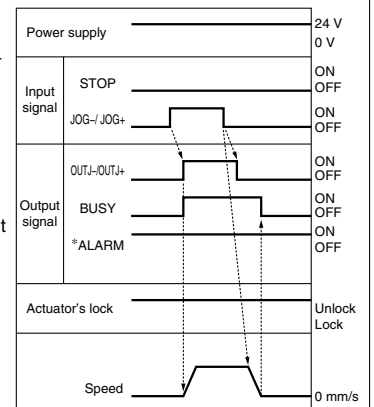 Power supply
24 V
0 V
Input signal
STOP
ON
OFF
JOG–/ JOG+
ON
OFF
Output signal
OUTJ–/OUTJ+
ON
OFF
BUSY
ON
OFF
*ALARM
ON
OFF
Actuator's lock
Unlock
Lock
Speed
0 mm/s
t